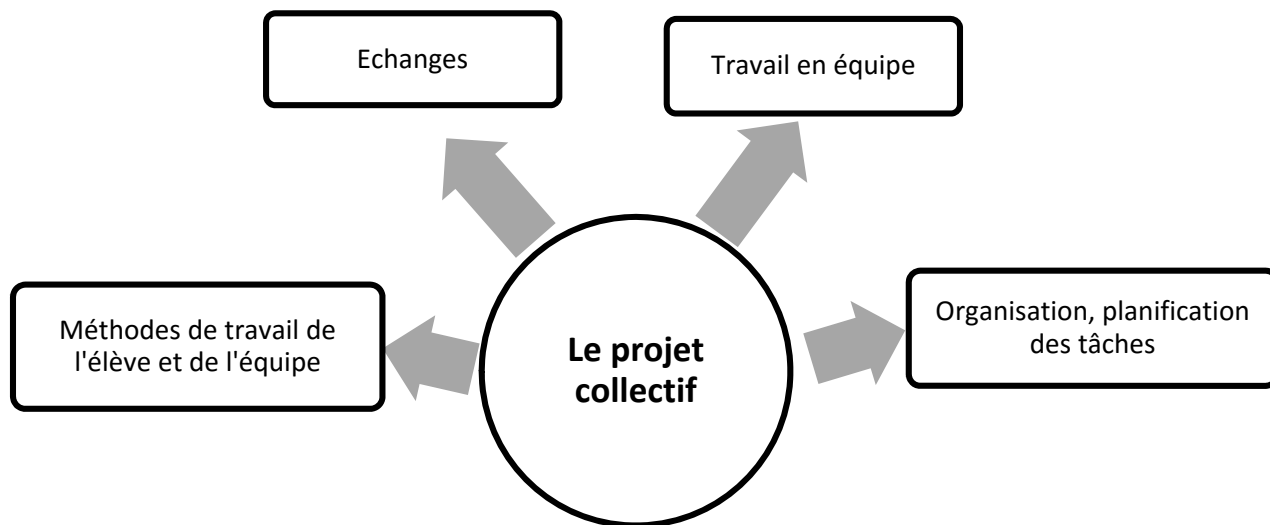 Echanges
Travail en équipe
Méthodes de travail de
l'élève et de l'équipe
Le projet
collectif
Organisation, planification
des tâches